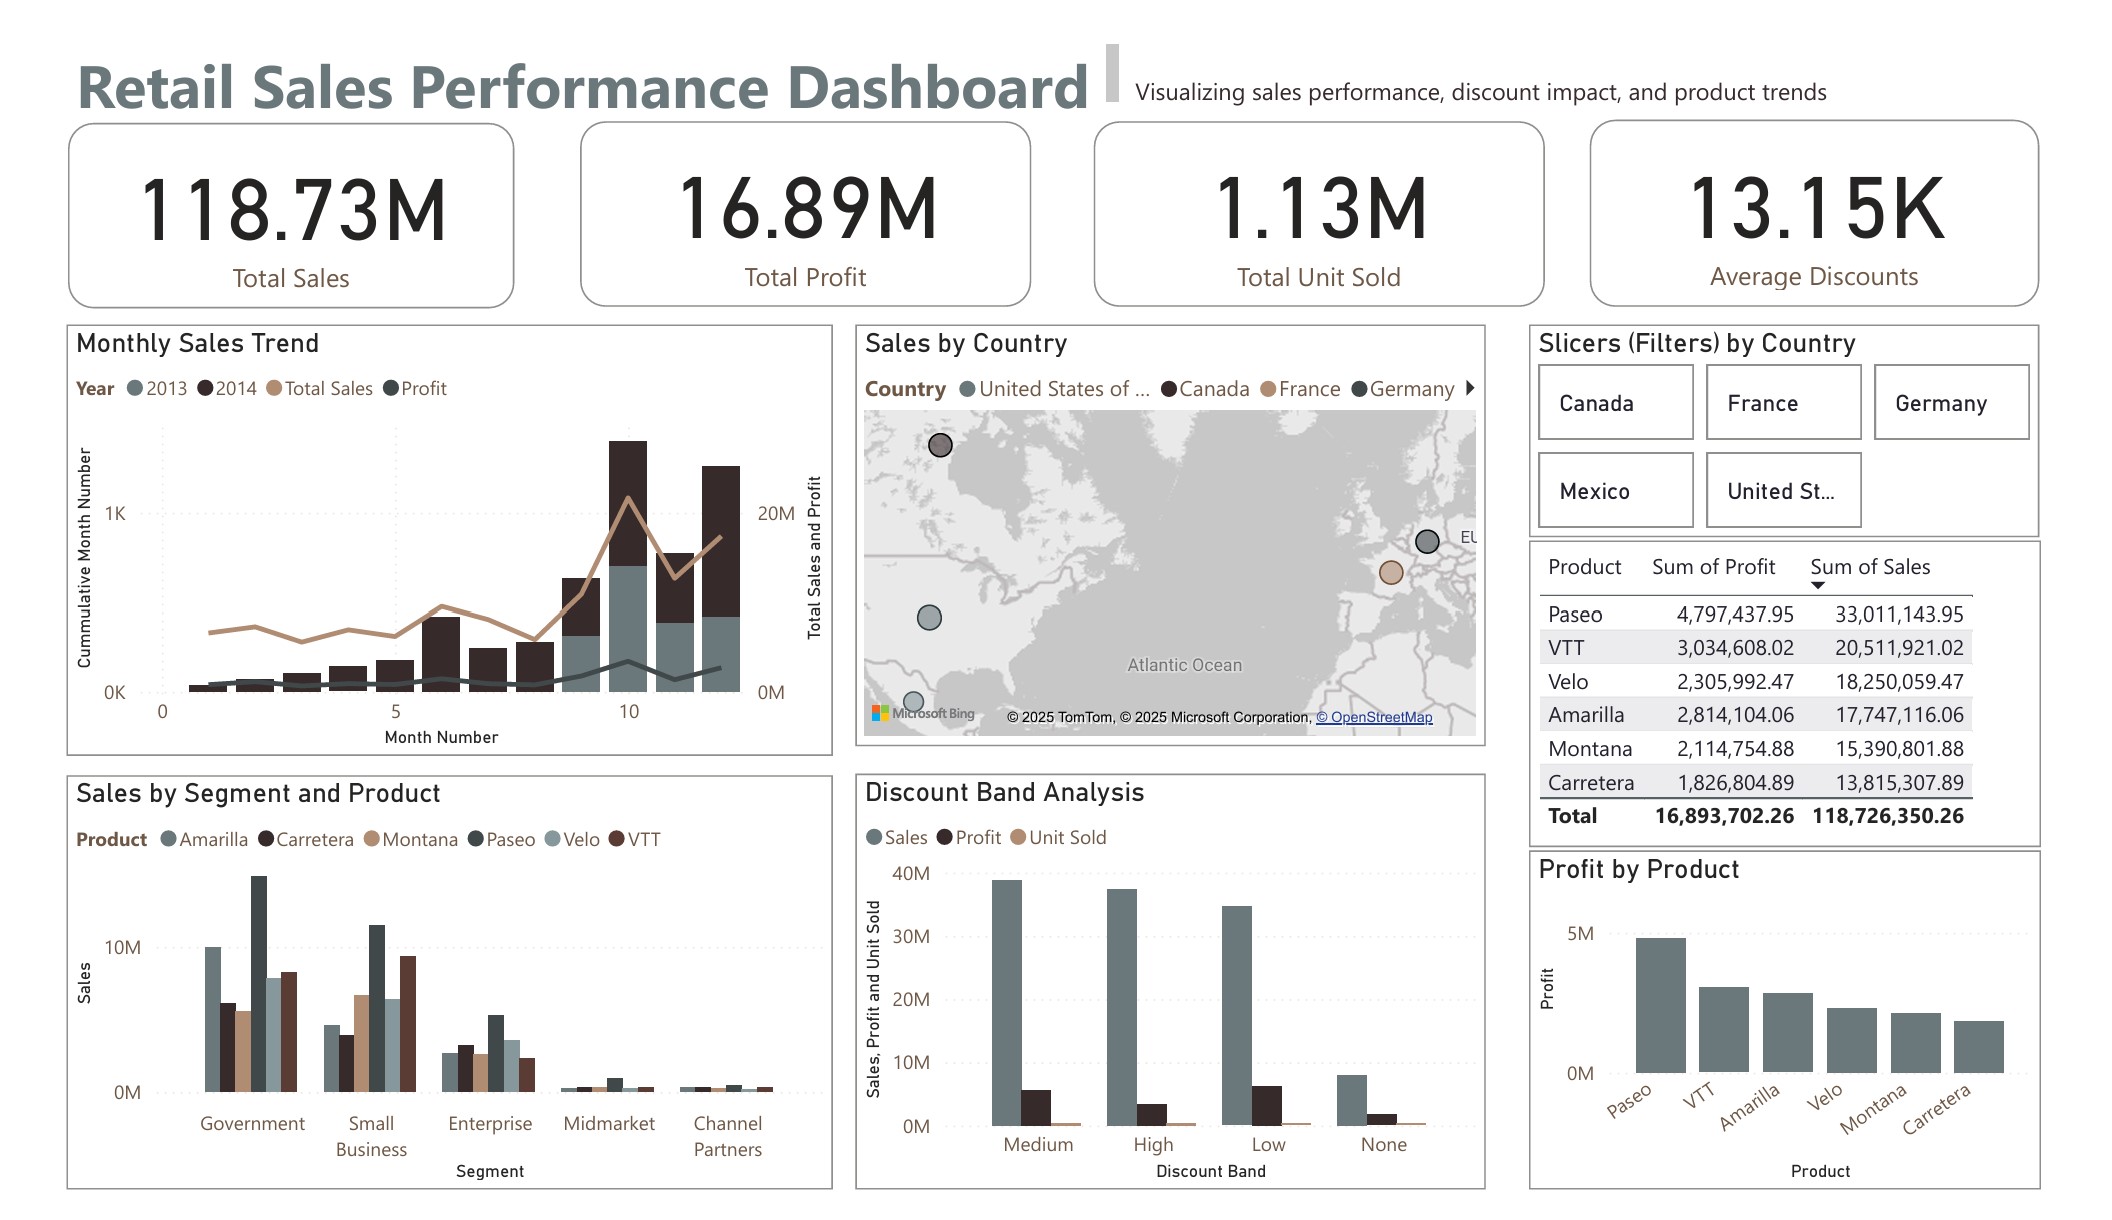 Retail Sales Performance Dashboard
Visualizing sales performance, discount impact, and product trends
118.73M
Total Sales
16.89M
Total Profit
1.13M
Total Unit Sold
13.15K
Average Discounts
Monthly Sales Trend
Year 2013 2014 Total Sales Profit
Cummulative Month Number
1K
0K
20M
0M
Total Sales and Profit
0 5 10
Month Number
Sales by Country
Country United States of ... Canada France Germany
EU
Atlantic Ocean
Microsoft Bing
© 2025 TomTom, © 2025 Microsoft Corporation, © OpenStreetMap
Slicers (Filters) by Country
Canada France Germany
Mexico United St...
Product Sum of Profit Sum of Sales
Paseo 4,797,437.95 33,011,143.95
VTT 3,034,608.02 20,511,921.02
Velo 2,305,992.47 18,250,059.47
Amarilla 2,814,104.06 17,747,116.06
Montana 2,114,754.88 15,390,801.88
Carretera 1,826,804.89 13,815,307.89
Total 16,893,702.26 118,726,350.26
Sales by Segment and Product
Product Amarilla Carretera Montana Paseo Velo VTT
Sales
10M
0M
Government Small Business Enterprise Midmarket Channel Partners
Segment
Discount Band Analysis
Sales Profit Unit Sold
Sales, Profit and Unit Sold
40M
30M
20M
10M
0M
Medium High Low None
Discount Band
Profit by Product
Profit
5M
0M
Paseo VTT Amarilla Velo Montana Carretera
Product